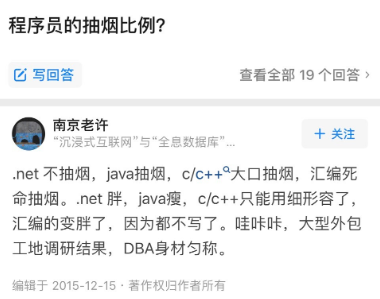 程序员的抽烟比例?
写回答
查看全部 19 个回答 >
南京老许
“沉浸式互联网”与“全息数据库”...
+ 关注
.net 不抽烟，java抽烟，c/c++大口抽烟，汇编死
命抽烟。.net 胖，java瘦，c/c++只能用细形容了，
汇编的变胖了，因为都不写了。哇咔咔，大型外包
工地调研结果，DBA身材匀称。
编辑于 2015-12-15 · 著作权归作者所有